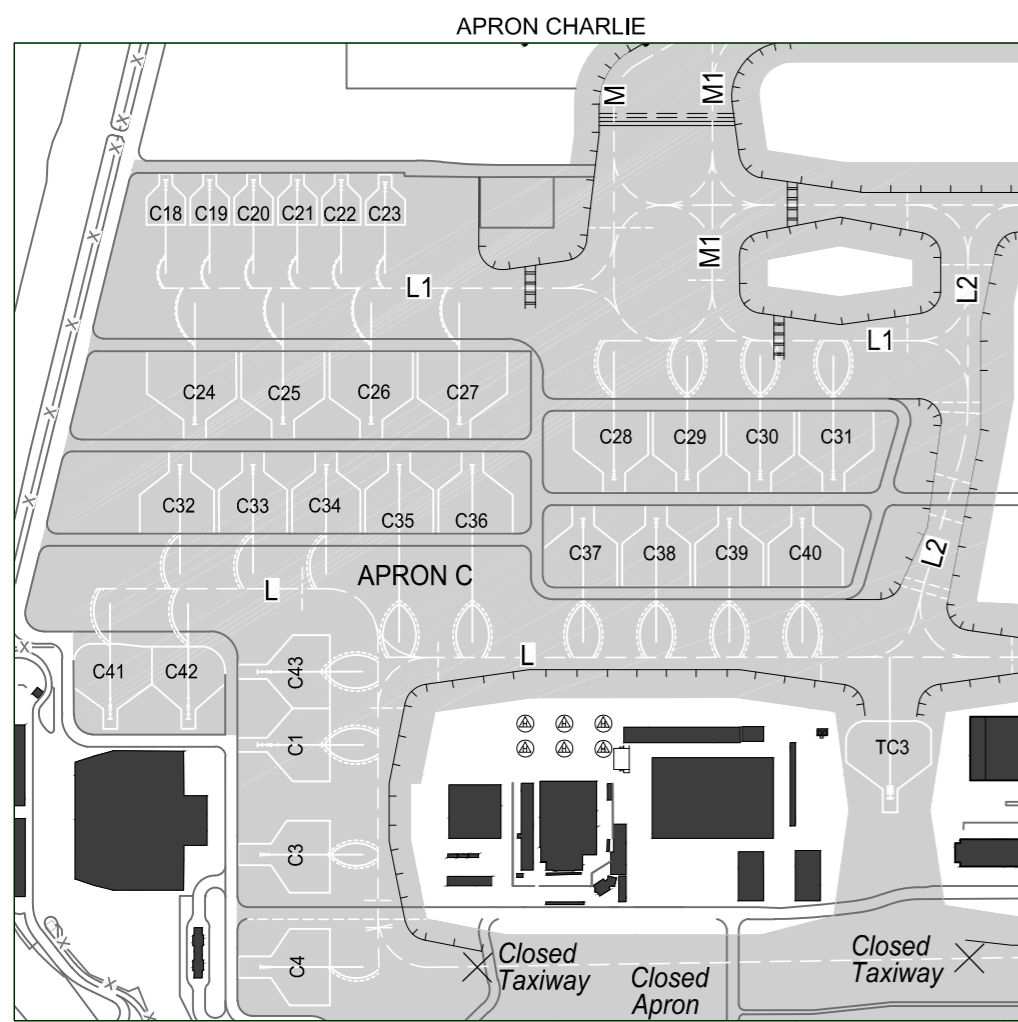 APRON CHARLIE
M
M1
C18 C19 C20 C21 C22 C23
M1
L1
L2
L1
C24 C25 C26 C27
C28 C29 C30 C31
C32 C33 C34 C35 C36
C37 C38 C39 C40
L2
APRON C
L
L
C41 C42
C43
C1
TC3
C3
C4
Closed
Taxiway
Closed
Apron
Closed
Taxiway
H H H
H H H